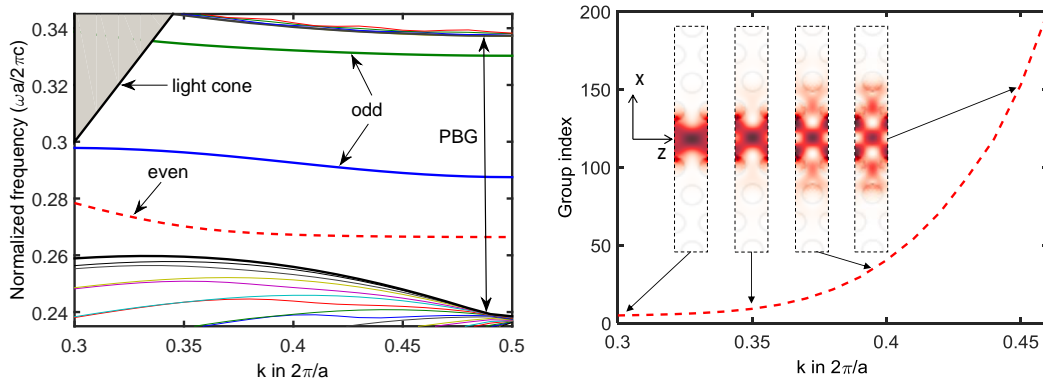 Normalized frequency (ωa/2πc)
0.34
0.32
0.3
0.28
0.26
0.24
0.3
0.35
0.4
0.45
0.5
k in 2π/a
light cone
odd
PBG
even
Group index
200
150
100
50
0
0.3
0.35
0.4
0.45
k in 2π/a
X
Z